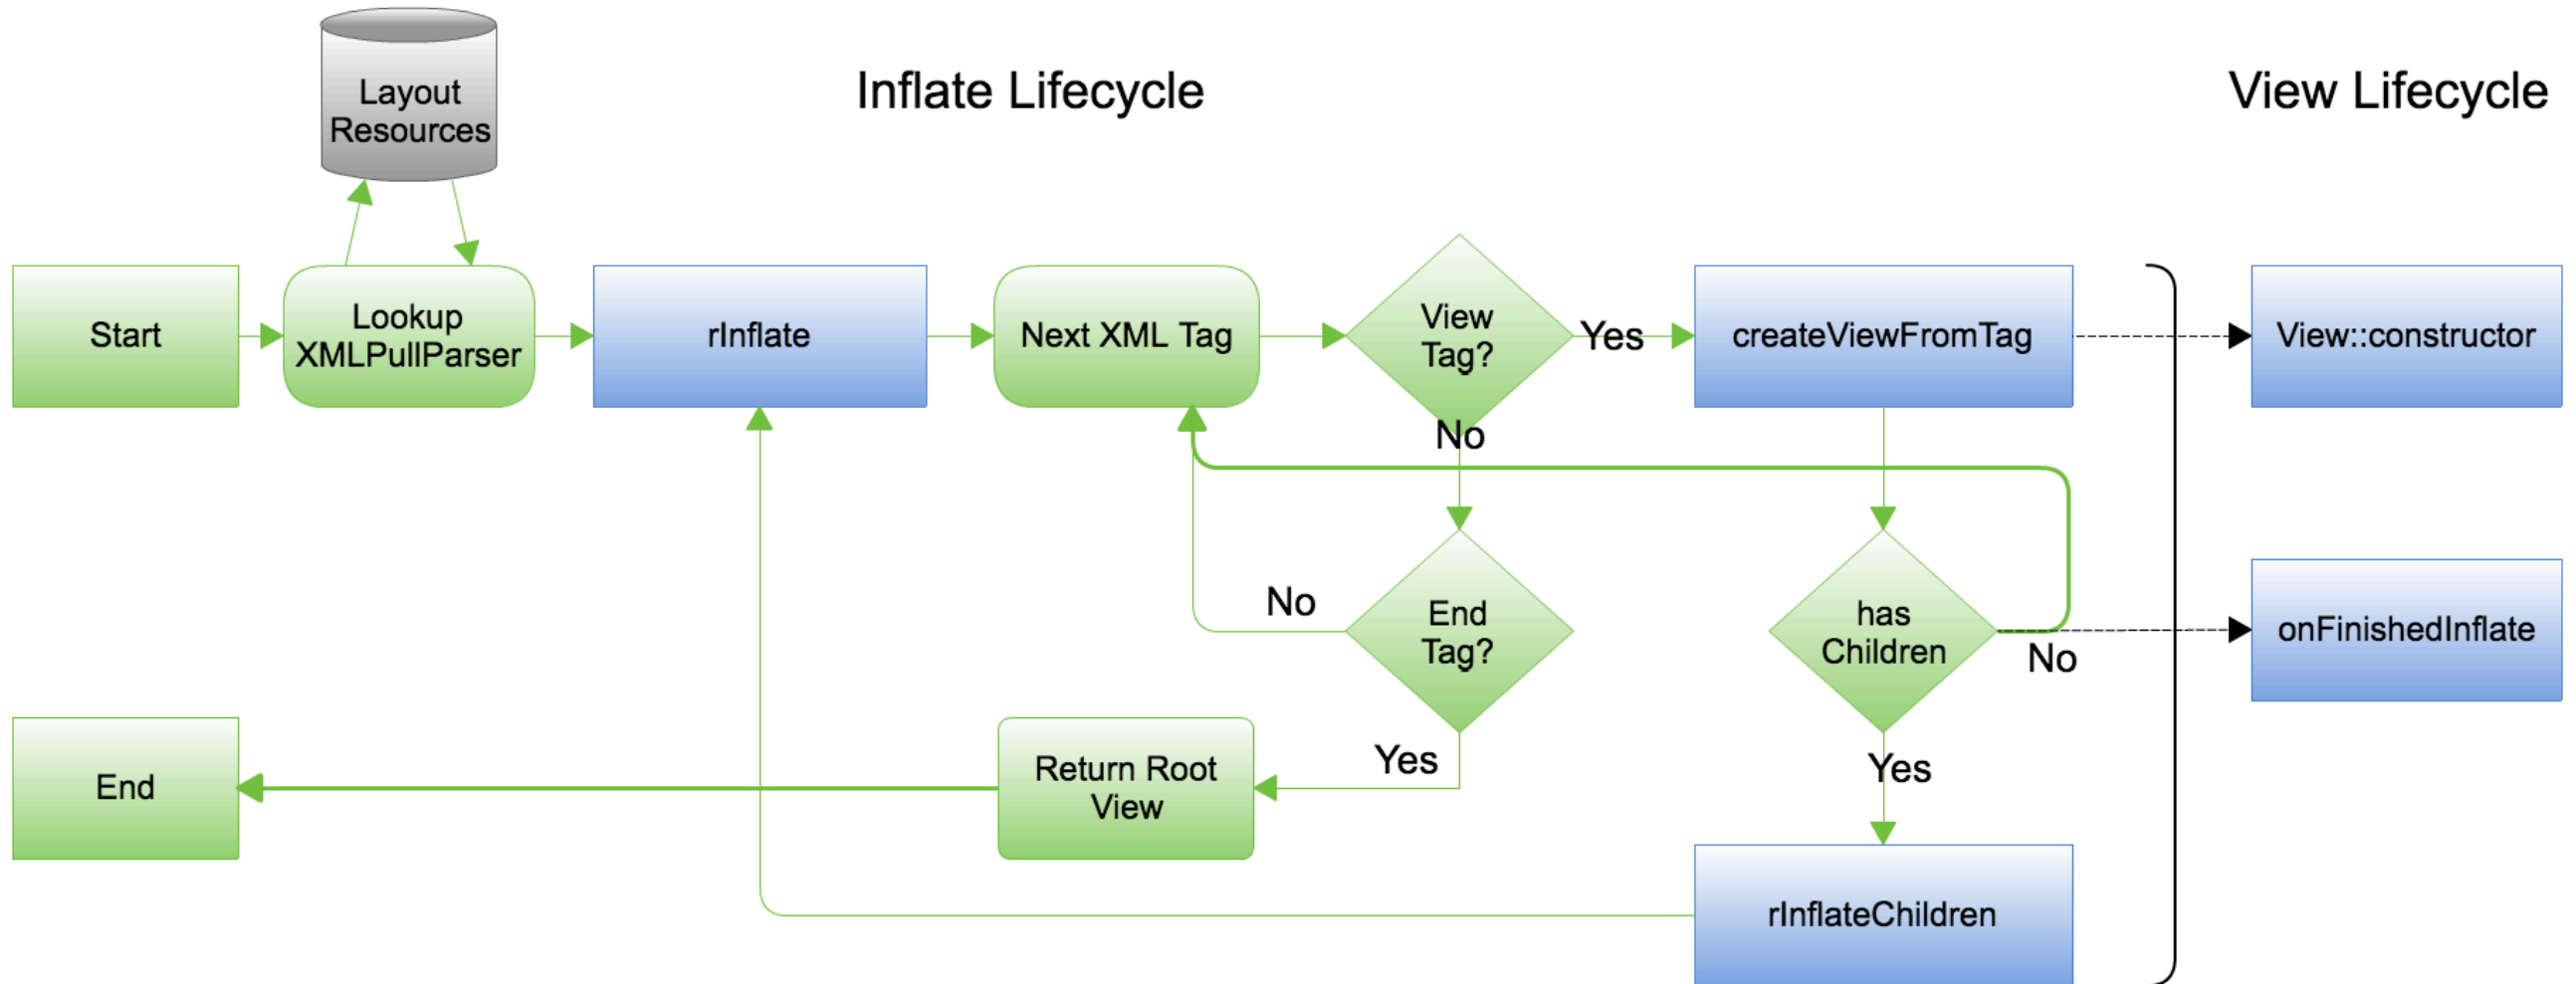 Layout
Resources
Inflate Lifecycle
View Lifecycle
Start
Lookup
XMLPullParser
rInflate
Next XML Tag
View
Tag?
Yes
createViewFromTag
View::constructor
No
No
End
Tag?
has
Children
No
onFinishedInflate
End
Return Root
View
Yes
Yes
rInflateChildren